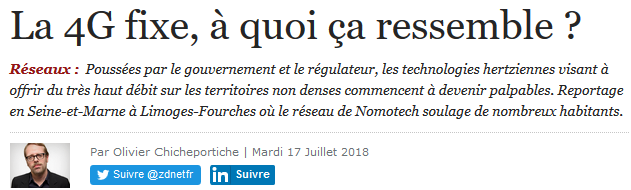 La 4G fixe, à quoi ça ressemble ?
Réseaux : Poussées par le gouvernement et le régulateur, les technologies hertziennes visant à
offrir du très haut débit sur les territoires non denses commencent à devenir palpables. Reportage
en Seine-et-Marne à Limoges-Fourches où le réseau de Nomotech soulage de nombreux habitants.
Par Olivier Chicheportiche | Mardi 17 Juillet 2018
Suivre @zdnetfr in Suivre